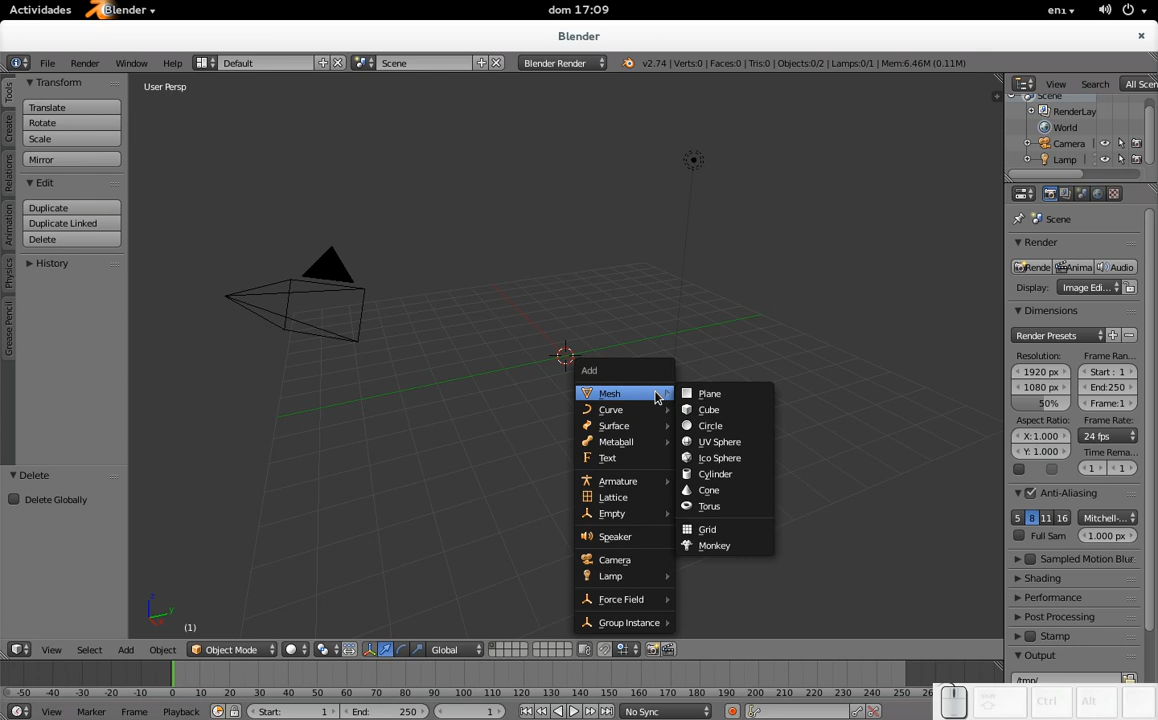 Actividades Blender dom 17:09 en1
Blender
File Render Window Help Default Scene Blender Render v2.74 | Verts:0 | Faces:0 | Tris:0 | Objects:0/2 | Lamps:0/1 | Mem:6.46M (0.11M)
Tools
Create
Relations
Animation
Physics
Grease Pencil
Transform
Translate
Rotate
Scale
Mirror
Edit
Duplicate
Duplicate Linked
Delete
History
Delete
Delete Globally
User Persp
Add
Mesh
Curve
Surface
Metaball
Text
Armature
Lattice
Empty
Speaker
Camera
Lamp
Force Field
Group Instance
Plane
Cube
Circle
UV Sphere
Ico Sphere
Cylinder
Cone
Torus
Grid
Monkey
z
y
x
(1)
View Search All Scen
Scene
RenderLay
World
Camera
Lamp
Scene
Render
Rende Anima Audio
Display: Image Edi...
Dimensions
Render Presets
Resolution: Frame Ran...
1920 px Start : 1
1080 px End:250
50% Frame:1
Aspect Ratio: Frame Rate:
X:1.000 24 fps
Y: 1.000 Time Rema...
1 1
Anti-Aliasing
5 8 11 16 Mitchell-...
Full Sam 1.000 px
Sampled Motion Blur
Shading
Performance
Post Processing
Stamp
Output
/tmp/
View Select Add Object Object Mode Global
-50 -40 -30 -20 -10 0 10 20 30 40 50 60 70 80 90 100 110 120 130 140 150 160 170 180 190 200 210 220 230 240 250 26
View Marker Frame Playback Start: 1 End: 250 1 No Sync
Ctrl Alt